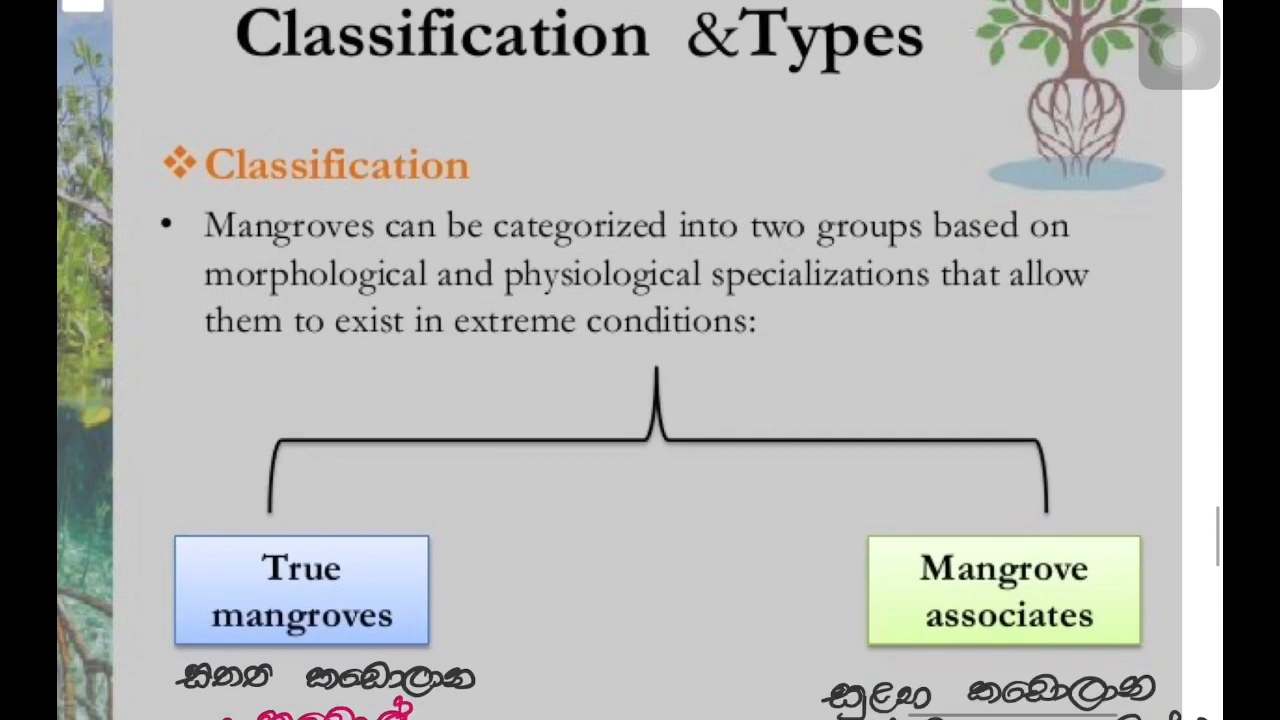 Classification &Types
Classification
• Mangroves can be categorized into two groups based on
morphological and physiological specializations that allow
them to exist in extreme conditions:
True
mangroves
Mangrove
associates
කඩොලාන
සුළභ කඩොලාන